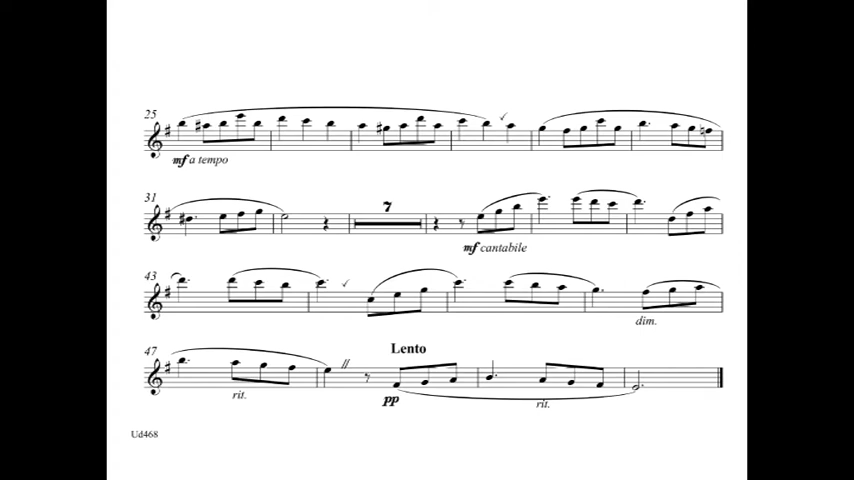 25
mf a tempo
31
7
mf cantabile
43
dim.
47
Lento
rit.
pp
rit.
Ud468